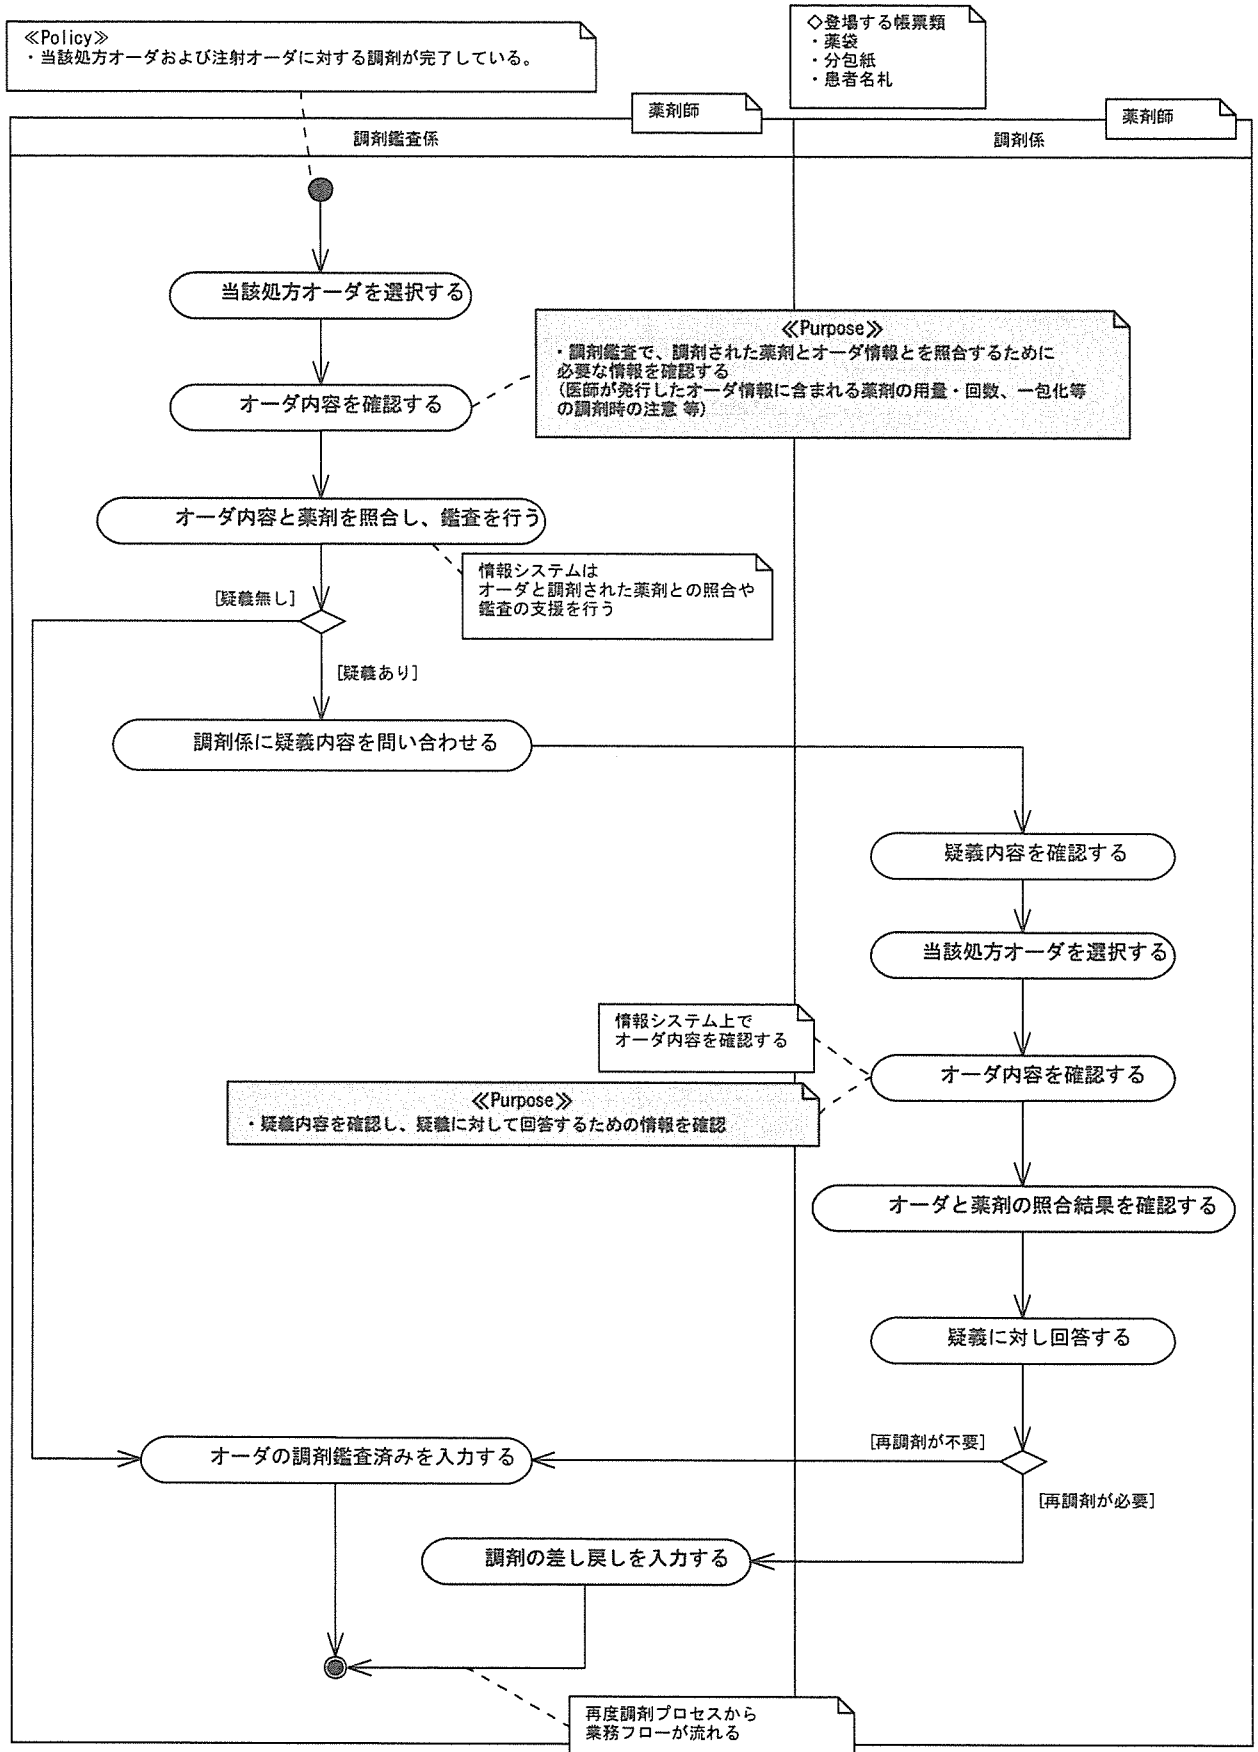 ≪Policy≫
・当該処方オーダおよび注射オーダに対する調剤が完了している。
◇登場する帳票類
・薬袋
・分包紙
・患者名札
薬剤師
薬剤師
調剤鑑査係
調剤係
当該処方オーダを選択する
≪Purpose≫
・調剤鑑査で、調剤された薬剤とオーダ情報とを照合するために
必要な情報を確認する
(医師が発行したオーダ情報に含まれる薬剤の用量・回数、一包化等
の調剤時の注意 等)
オーダ内容を確認する
オーダ内容と薬剤を照合し、鑑査を行う
情報システムは
オーダと調剤された薬剤との照合や
鑑査の支援を行う
[疑義無し]
[疑義あり]
調剤係に疑義内容を問い合わせる
疑義内容を確認する
当該処方オーダを選択する
情報システム上で
オーダ内容を確認する
オーダ内容を確認する
≪Purpose≫
・疑義内容を確認し、疑義に対して回答するための情報を確認
オーダと薬剤の照合結果を確認する
疑義に対し回答する
[再調剤が不要]
オーダの調剤鑑査済みを入力する
[再調剤が必要]
調剤の差し戻しを入力する
再度調剤プロセスから
業務フローが流れる